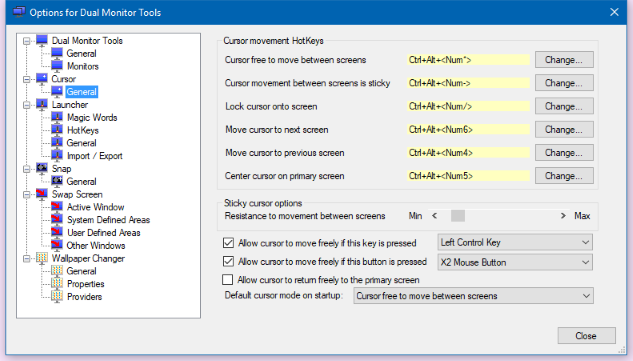 Options for Dual Monitor Tools
Dual Monitor Tools
General
Monitors
Cursor
General
Launcher
Magic Words
HotKeys
General
Import / Export
Snap
General
Swap Screen
Active Window
System Defined Areas
User Defined Areas
Other Windows
Wallpaper Changer
General
Properties
Providers
Cursor movement HotKeys
Cursor free to move between screens Ctrl+Alt+<Num*> Change...
Cursor movement between screens is sticky Ctrl+Alt+<Num-> Change...
Lock cursor onto screen Ctrl+Alt+<Num/> Change...
Move cursor to next screen Ctrl+Alt+<Num6> Change...
Move cursor to previous screen Ctrl+Alt+<Num4> Change...
Center cursor on primary screen Ctrl+Alt+<Num5> Change...
Sticky cursor options
Resistance to movement between screens Min < > Max
Allow cursor to move freely if this key is pressed Left Control Key
Allow cursor to move freely if this button is pressed X2 Mouse Button
Allow cursor to return freely to the primary screen
Default cursor mode on startup: Cursor free to move between screens
Close